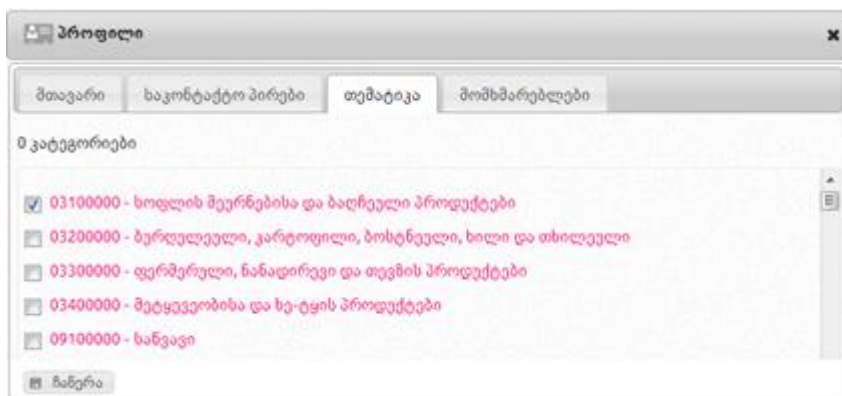 პროფილი
მთავარი საკონტაქტო პირები თემატიკა მომხმარებლები
0 კატეგორიები
03100000 - სოფლის მეურნეებისა და ბაღჩეული პროდუქტები
03200000 - ბურღულეული, კარტოფილი, ბოსტნეული, ხილი და თხილეული
03300000 - ფერმერული, ნანადირევი და თევზის პროდუქტები
03400000 - მეტყევეობისა და ხე-ტყის პროდუქტები
09100000 - საწვავი
ჩაწერა